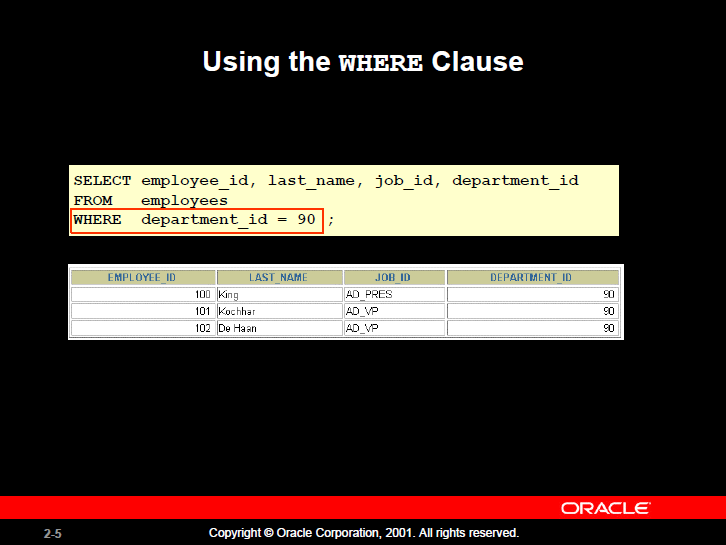 Using the WHERE Clause
SELECT employee_id, last_name, job_id, department_id
FROM employees
WHERE department_id = 90 ;
EMPLOYEE_ID LAST_NAME JOB_ID DEPARTMENT_ID
100 King AD_PRES 90
101 Kochhar AD_VP 90
102 De Haan AD_VP 90
ORACLE
2-5 Copyright © Oracle Corporation, 2001. All rights reserved.